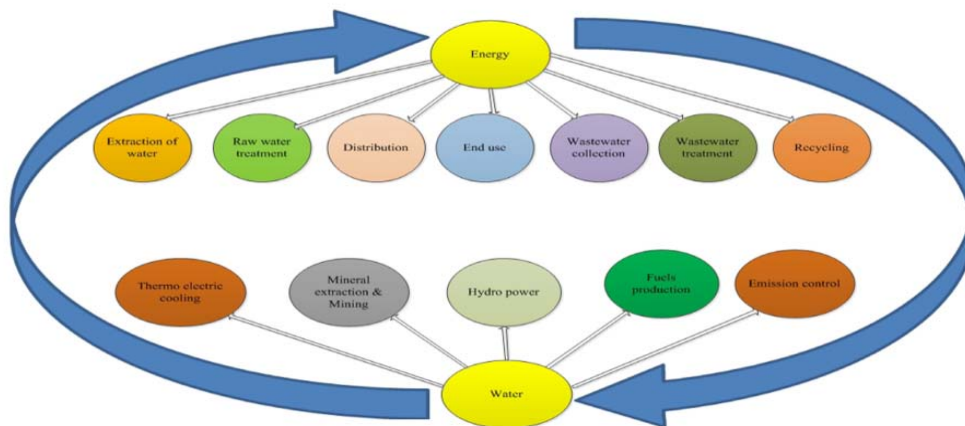 Energy
Extraction of
water
Raw water
treatment
Distribution
End use
Wastewater
collection
Wastewater
treatment
Recycling
Thermo electric
cooling
Mineral
extraction &
Mining
Hydro power
Fuels
production
Emission control
Water